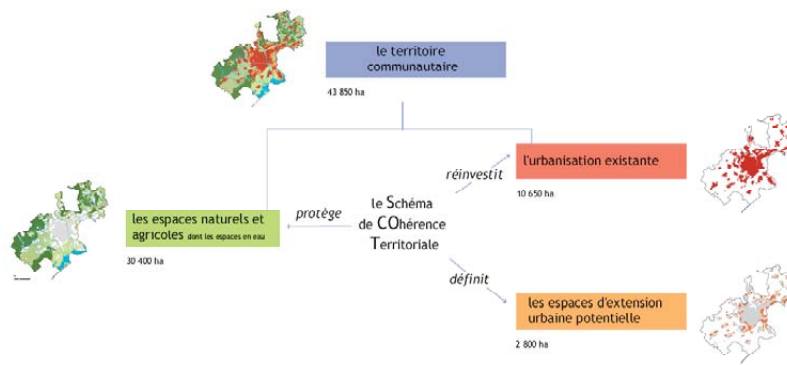 le territoire
communautaire
43 850 ha
l'urbanisation existante
réinvestit
10 650 ha
les espaces naturels et
agricoles dont les espaces en eau
30 400 ha
protège
le Schéma
de COhérence
Territoriale
définit
les espaces d'extension
urbaine potentielle
2 800 ha